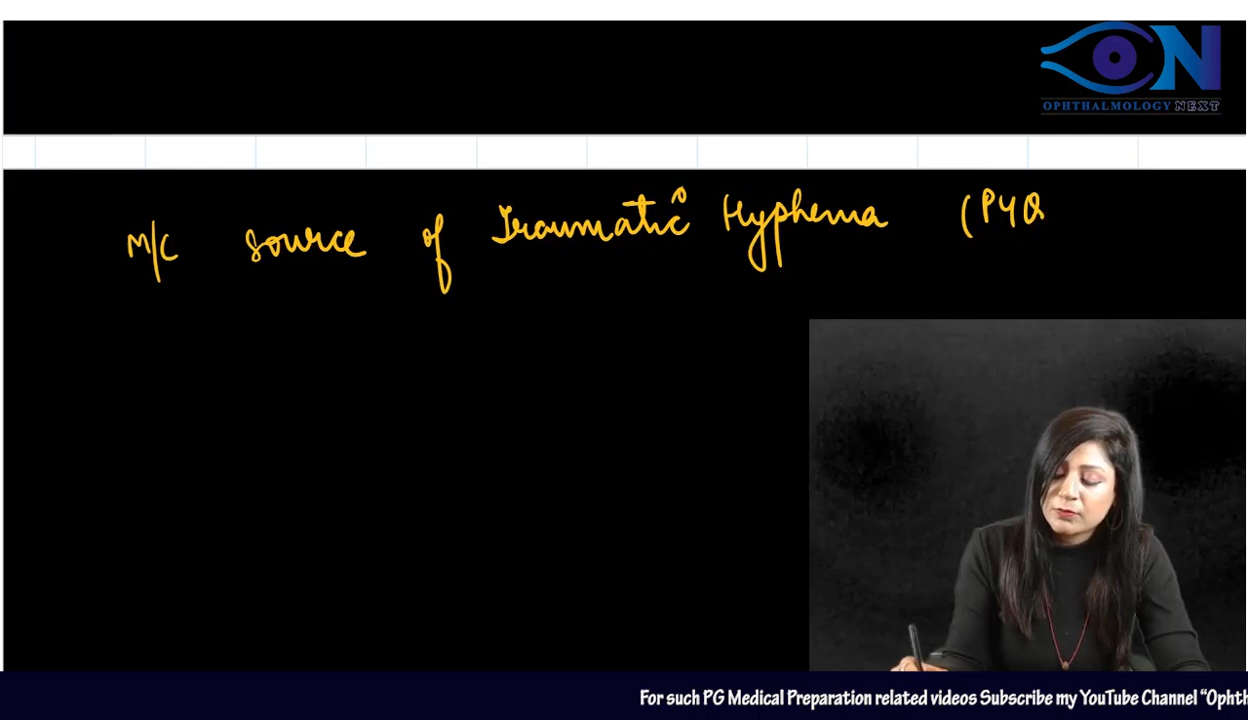 ON
OPHTHALMOLOGY NEXT
M/C source of Traumatic Hyphema (PYQ
For such PG Medical Preparation related videos Subscribe my YouTube Channel “Ophth